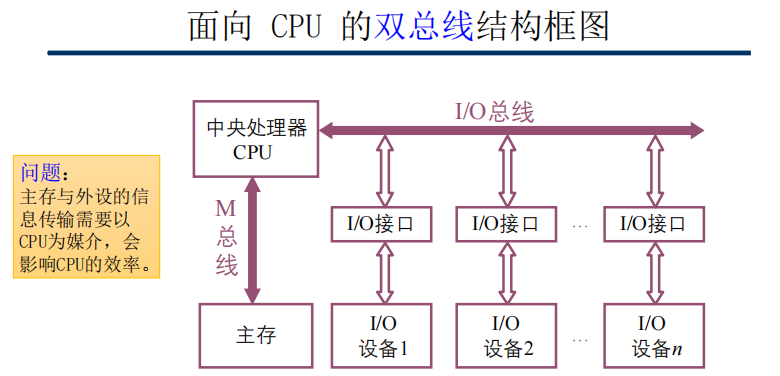 面向 CPU 的双总线结构框图
中央处理器
CPU
I/O总线
问题:
主存与外设的信
息传输需要以
CPU为媒介，会
影响CPU的效率。
M
总
线
I/O接口
I/O接口
…
I/O接口
主存
I/O
设备1
I/O
设备2
…
I/O
设备n